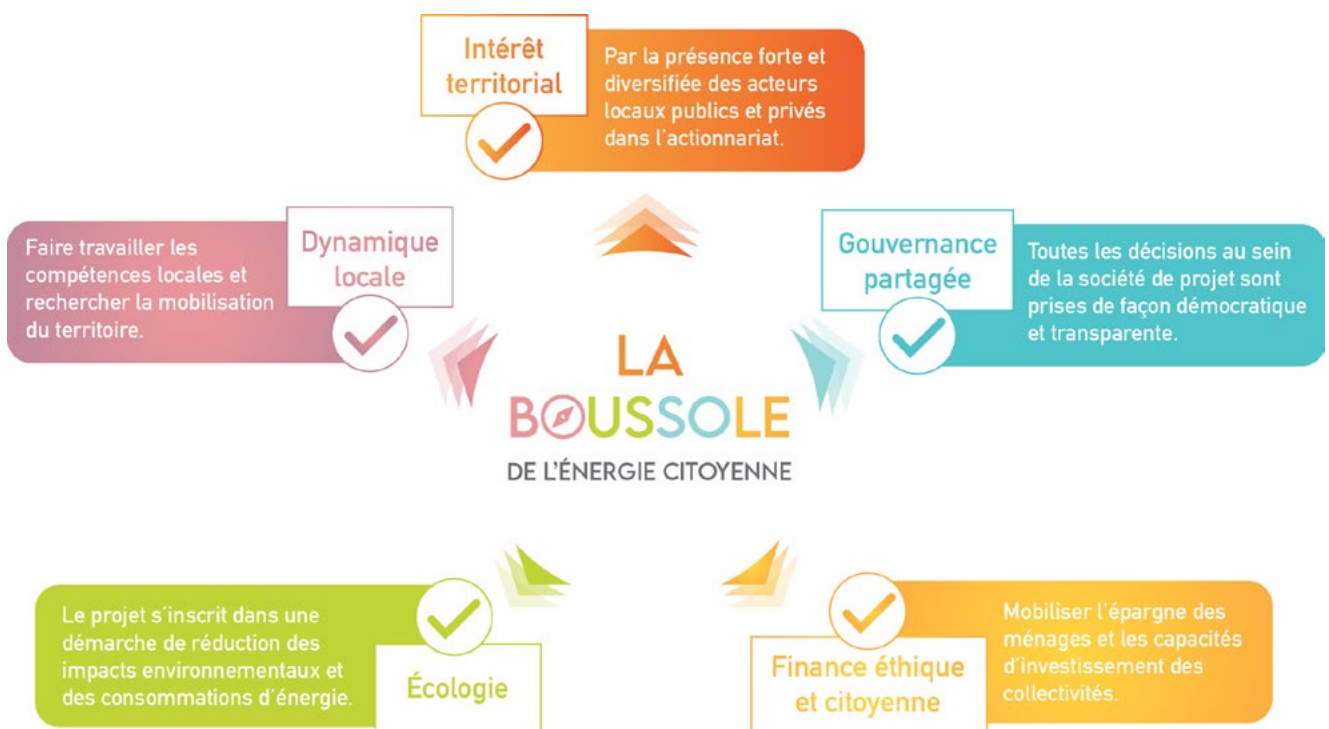 Intérêt
territorial
Par la présence forte et
diversifiée des acteurs
locaux publics et privés
dans l'actionnariat.
Faire travailler les
compétences locales et
rechercher la mobilisation
du territoire.
Dynamique
locale
Gouvernance
partagée
Toutes les décisions au sein
de la société de projet sont
prises de façon démocratique
et transparente.
LA
BOUSSOLE
DE L'ÉNERGIE CITOYENNE
Le projet s'inscrit dans une
démarche de réduction des
impacts environnementaux et
des consommations d'énergie.
Écologie
Finance éthique
et citoyenne
Mobiliser l'épargne des
ménages et les capacités
d'investissement des
collectivités.